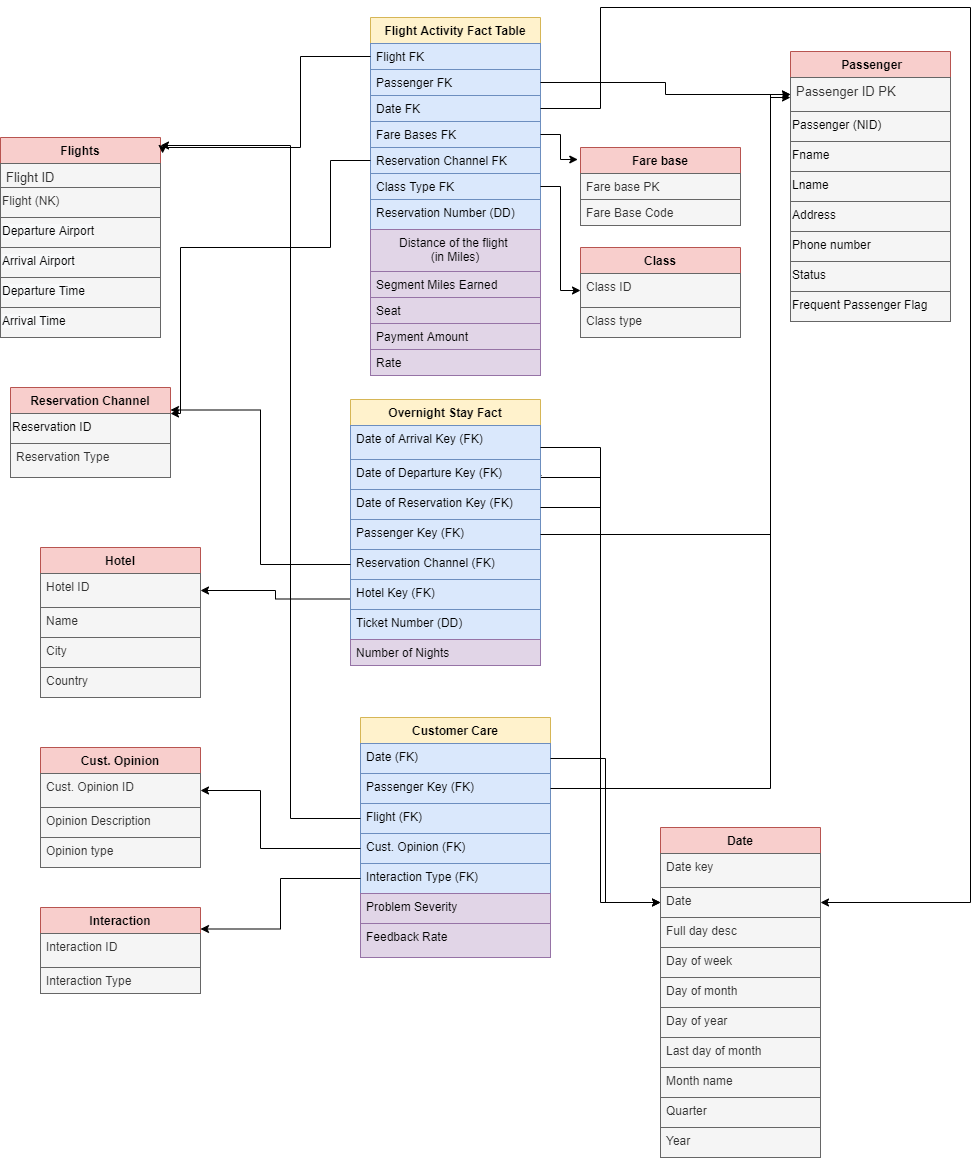 Flight Activity Fact Table
Flight FK
Passenger FK
Date FK
Fare Bases FK
Reservation Channel FK
Class Type FK
Reservation Number (DD)
Distance of the flight
(in Miles)
Segment Miles Earned
Seat
Payment Amount
Rate
Passenger
Passenger ID PK
Passenger (NID)
Fname
Lname
Address
Phone number
Status
Frequent Passenger Flag
Flights
Flight ID
Flight (NK)
Departure Airport
Arrival Airport
Departure Time
Arrival Time
Fare base
Fare base PK
Fare Base Code
Class
Class ID
Class type
Reservation Channel
Reservation ID
Reservation Type
Overnight Stay Fact
Date of Arrival Key (FK)
Date of Departure Key (FK)
Date of Reservation Key (FK)
Passenger Key (FK)
Reservation Channel (FK)
Hotel Key (FK)
Ticket Number (DD)
Number of Nights
Hotel
Hotel ID
Name
City
Country
Customer Care
Date (FK)
Passenger Key (FK)
Flight (FK)
Cust. Opinion (FK)
Interaction Type (FK)
Problem Severity
Feedback Rate
Cust. Opinion
Cust. Opinion ID
Opinion Description
Opinion type
Interaction
Interaction ID
Interaction Type
Date
Date key
Date
Full day desc
Day of week
Day of month
Day of year
Last day of month
Month name
Quarter
Year